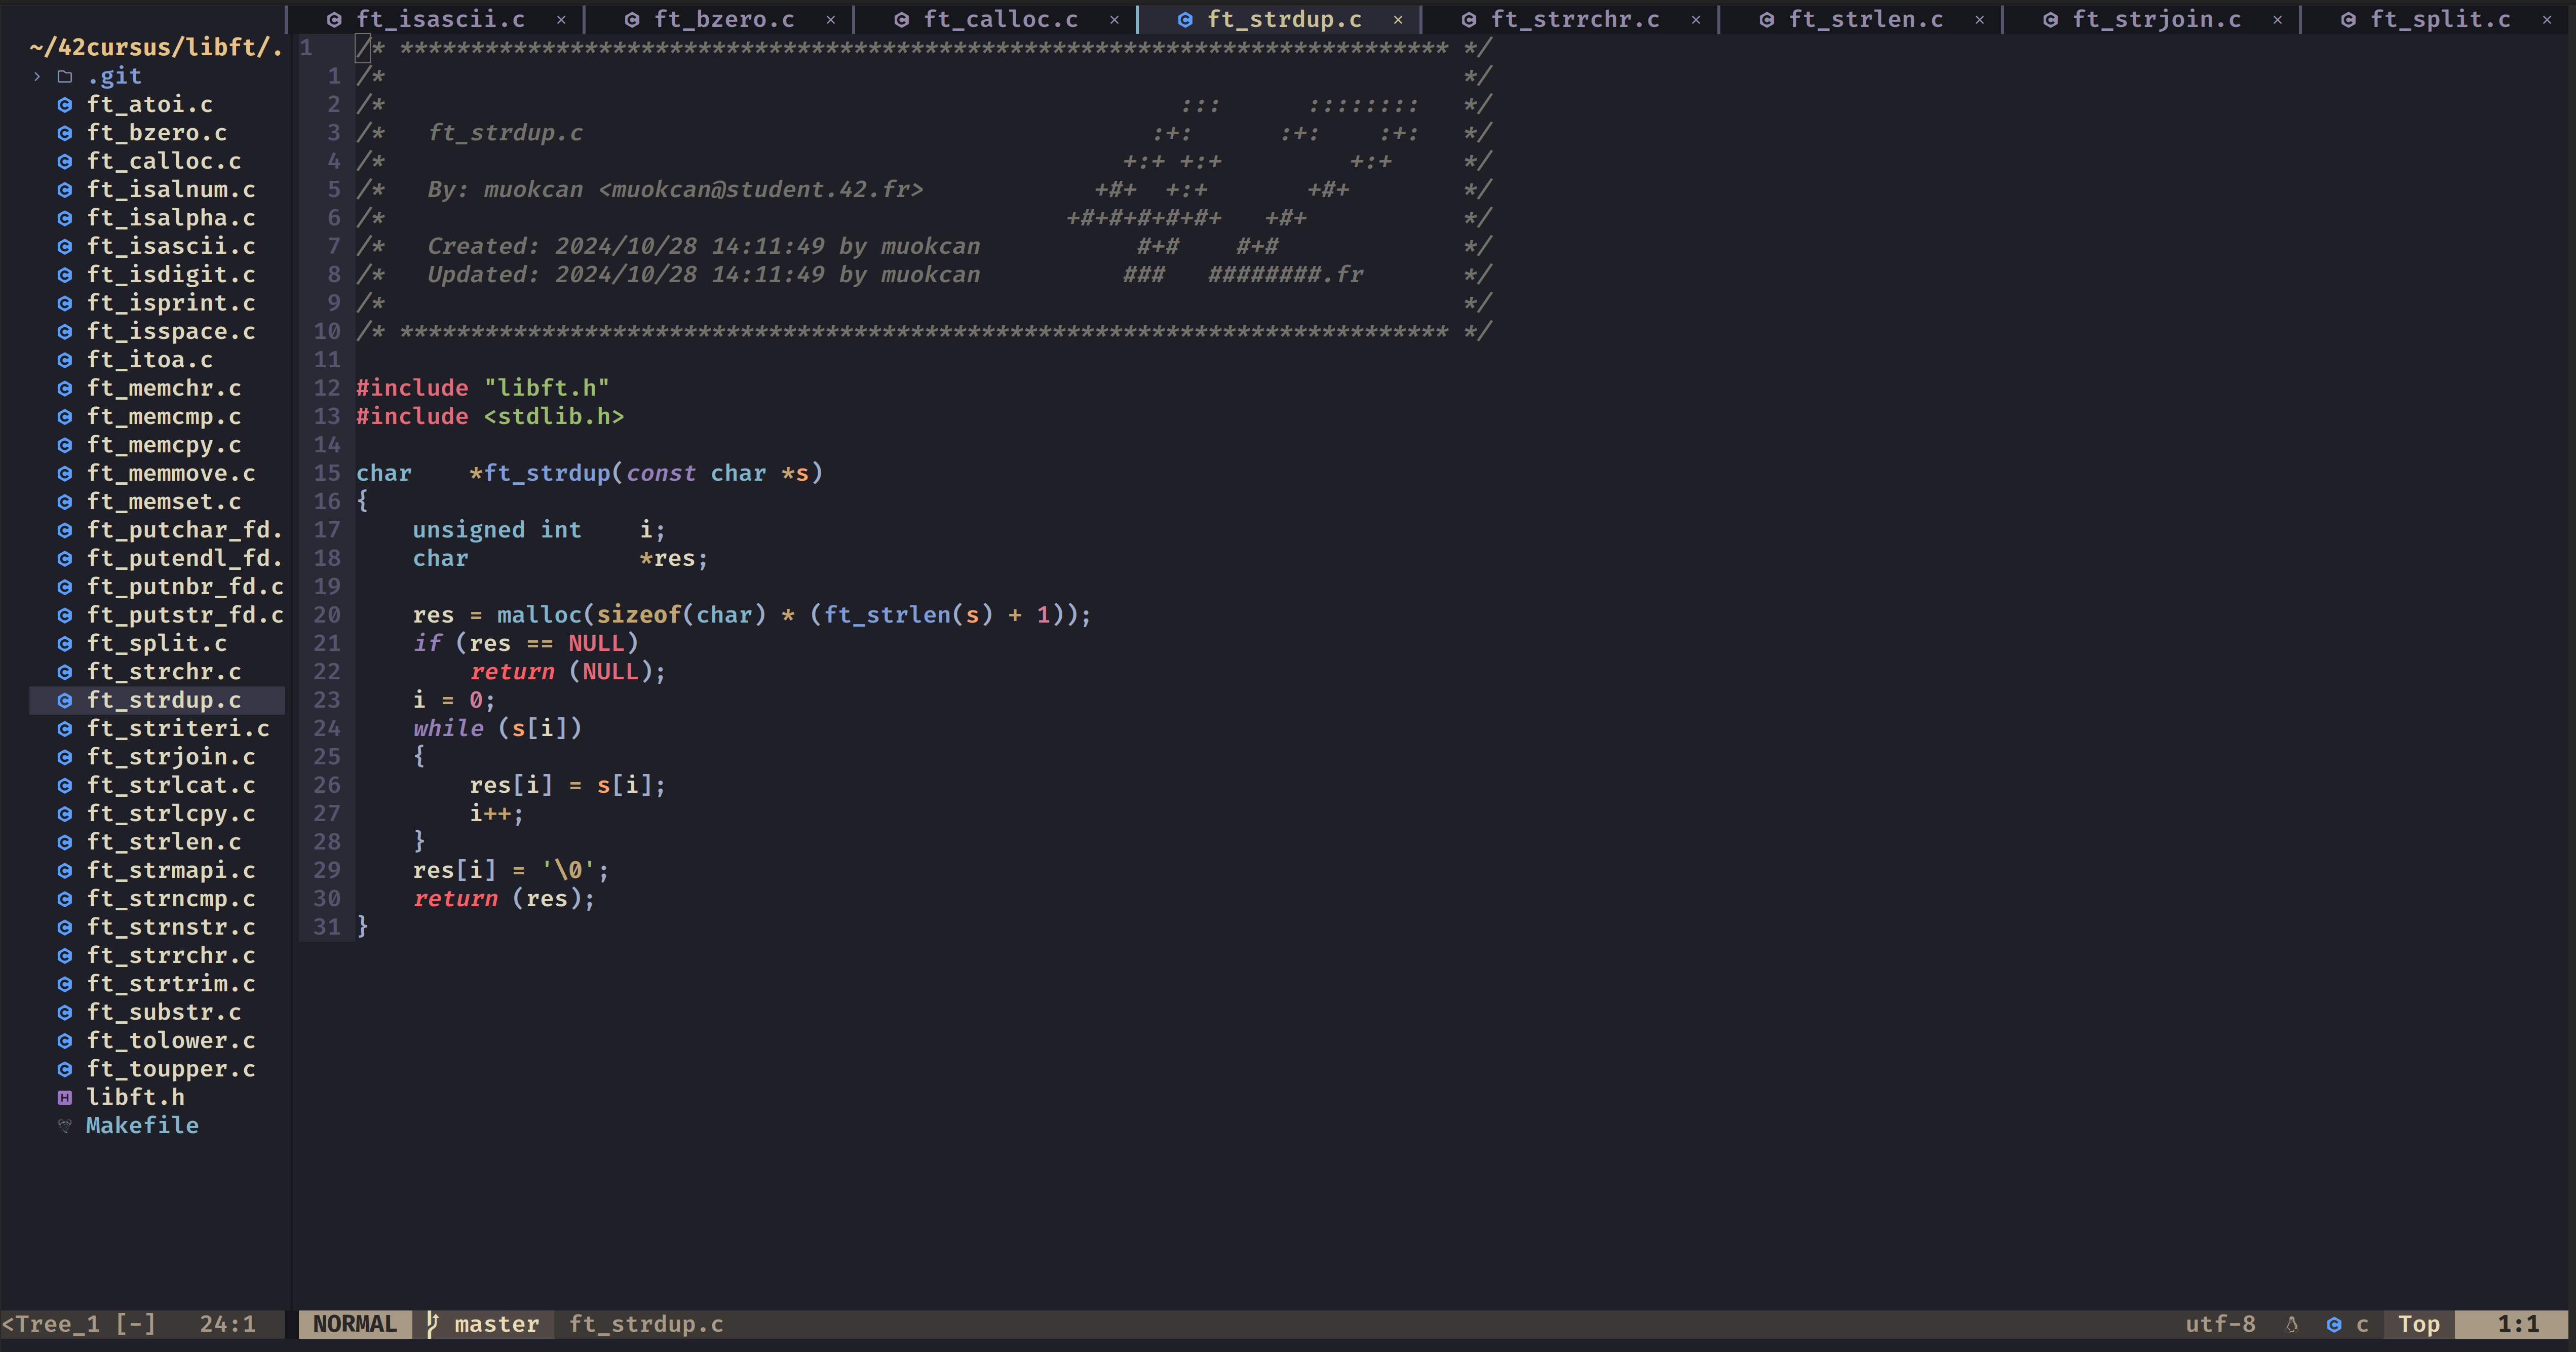 ft_isascii.c × ft_bzero.c × ft_calloc.c × ft_strdup.c × ft_strrchr.c × ft_strlen.c × ft_strjoin.c × ft_split.c ×
~/42cursus/libft/.
> .git
ft_atoi.c
ft_bzero.c
ft_calloc.c
ft_isalnum.c
ft_isalpha.c
ft_isascii.c
ft_isdigit.c
ft_isprint.c
ft_isspace.c
ft_itoa.c
ft_memchr.c
ft_memcmp.c
ft_memcpy.c
ft_memmove.c
ft_memset.c
ft_putchar_fd.
ft_putendl_fd.
ft_putnbr_fd.c
ft_putstr_fd.c
ft_split.c
ft_strchr.c
ft_strdup.c
ft_striteri.c
ft_strjoin.c
ft_strlcat.c
ft_strlcpy.c
ft_strlen.c
ft_strmapi.c
ft_strncmp.c
ft_strnstr.c
ft_strrchr.c
ft_strtrim.c
ft_substr.c
ft_tolower.c
ft_toupper.c
H libft.h
Makefile
1 /* ************************************************************************** */
1 /*                                                                            */
2 /*                                                        :::      ::::::::   */
3 /*   ft_strdup.c                                        :+:      :+:    :+:   */
4 /*                                                    +:+ +:+         +:+     */
5 /*   By: muokcan <muokcan@student.42.fr>            +#+  +:+       +#+        */
6 /*                                                +#+#+#+#+#+   +#+           */
7 /*   Created: 2024/10/28 14:11:49 by muokcan           #+#    #+#             */
8 /*   Updated: 2024/10/28 14:11:49 by muokcan          ###   ########.fr       */
9 /*                                                                            */
10 /* ************************************************************************** */
11
12 #include "libft.h"
13 #include <stdlib.h>
14
15 char    *ft_strdup(const char *s)
16 {
17     unsigned int    i;
18     char            *res;
19
20     res = malloc(sizeof(char) * (ft_strlen(s) + 1));
21     if (res == NULL)
22         return (NULL);
23     i = 0;
24     while (s[i])
25     {
26         res[i] = s[i];
27         i++;
28     }
29     res[i] = '\0';
30     return (res);
31 }
<Tree_1 [-] 24:1 NORMAL master ft_strdup.c utf-8 c Top 1:1